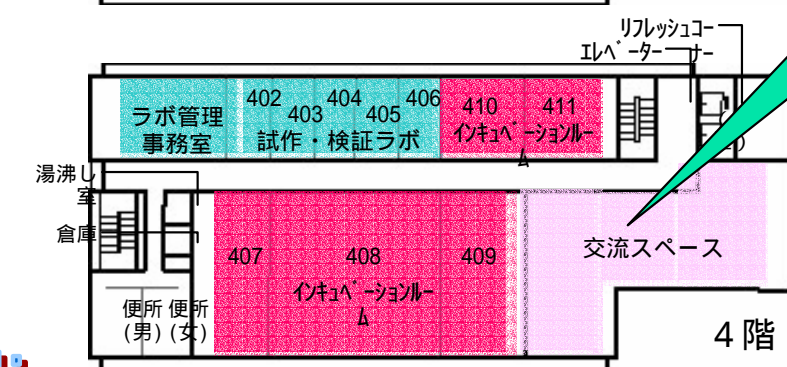 リフレッシュコー
ナー
エレベーター
ラボ管理
事務室
402
403
404
405
406
試作・検証ラボ
410
411
インキュベーションルー
ム
湯沸し
室
倉庫
407
408
409
インキュベーションルー
ム
交流スペース
便所
(男)
便所
(女)
4階